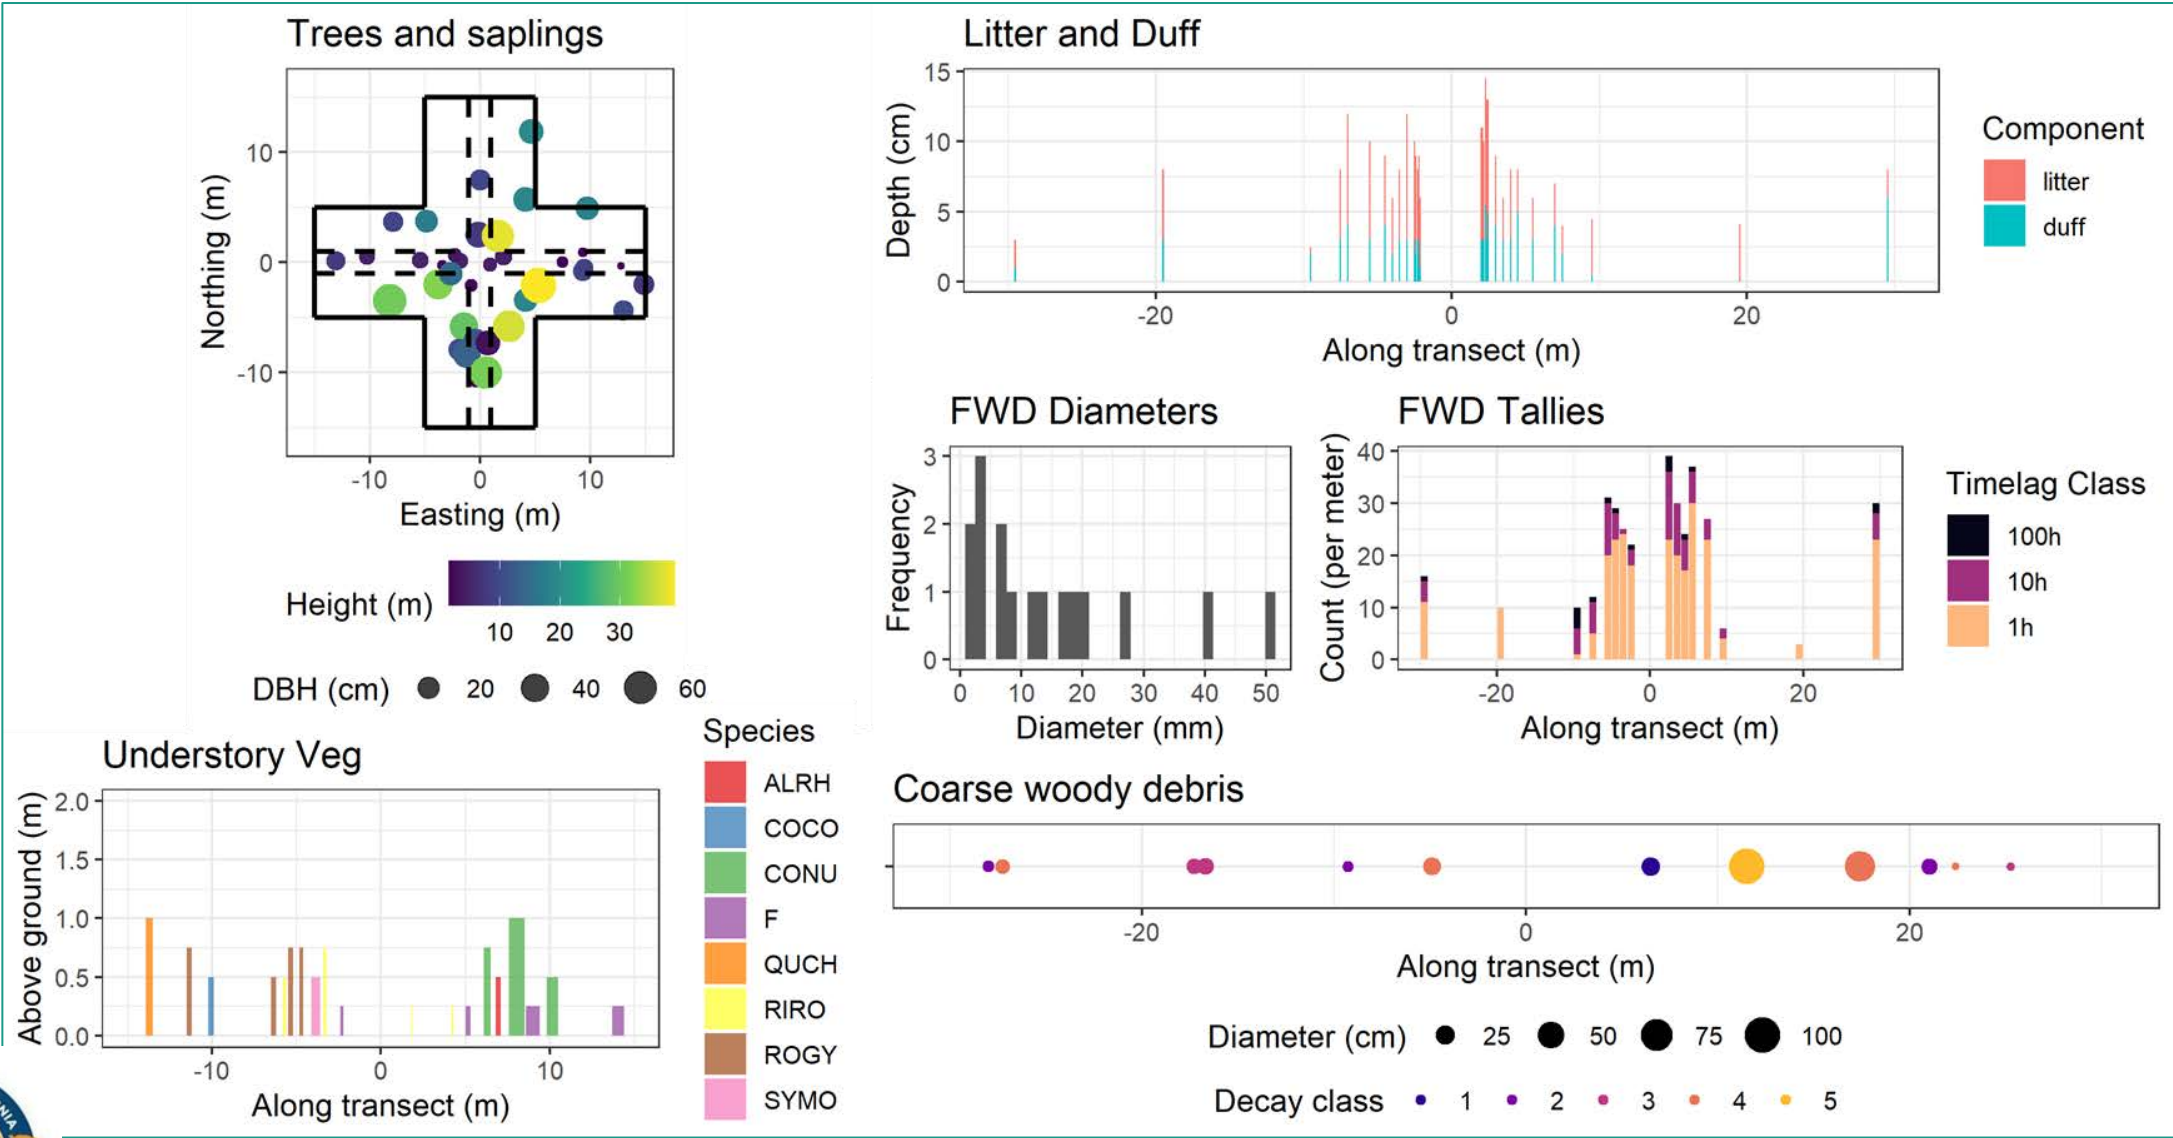 Trees and saplings
Northing (m)
10
0
-10
-10 0 10
Easting (m)
Height (m)
10 20 30
DBH (cm) 20 40 60
Litter and Duff
Depth (cm)
15
10
5
0
-20 0 20
Along transect (m)
Component
litter
duff
FWD Diameters
Frequency
3
2
1
0
0 10 20 30 40 50
Diameter (mm)
FWD Tallies
Count (per meter)
40
30
20
10
0
-20 0 20
Along transect (m)
Timelag Class
100h
10h
1h
Understory Veg
Above ground (m)
2.0
1.5
1.0
0.5
0.0
-10 0 10
Along transect (m)
Species
ALRH
COCO
CONU
F
QUCH
RIRO
ROGY
SYMO
Coarse woody debris
-20 0 20
Along transect (m)
Diameter (cm) 25 50 75 100
Decay class 1 2 3 4 5